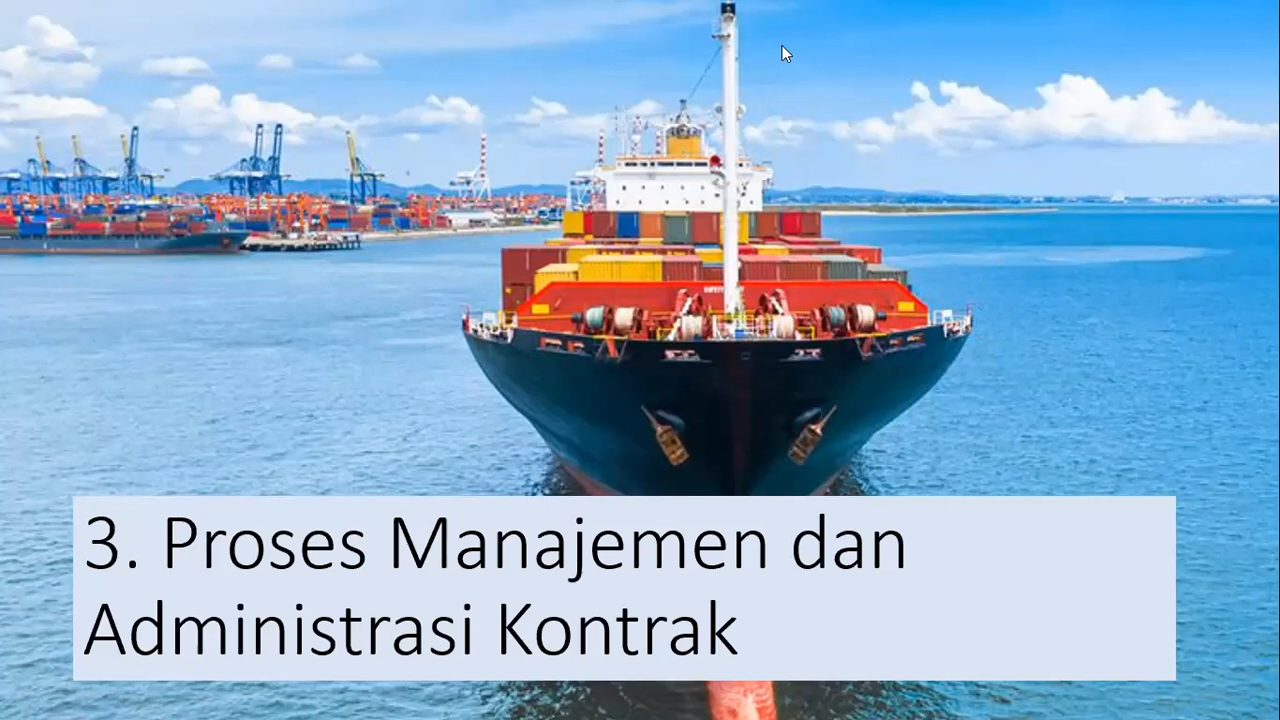 3. Proses Manajemen dan
Administrasi Kontrak